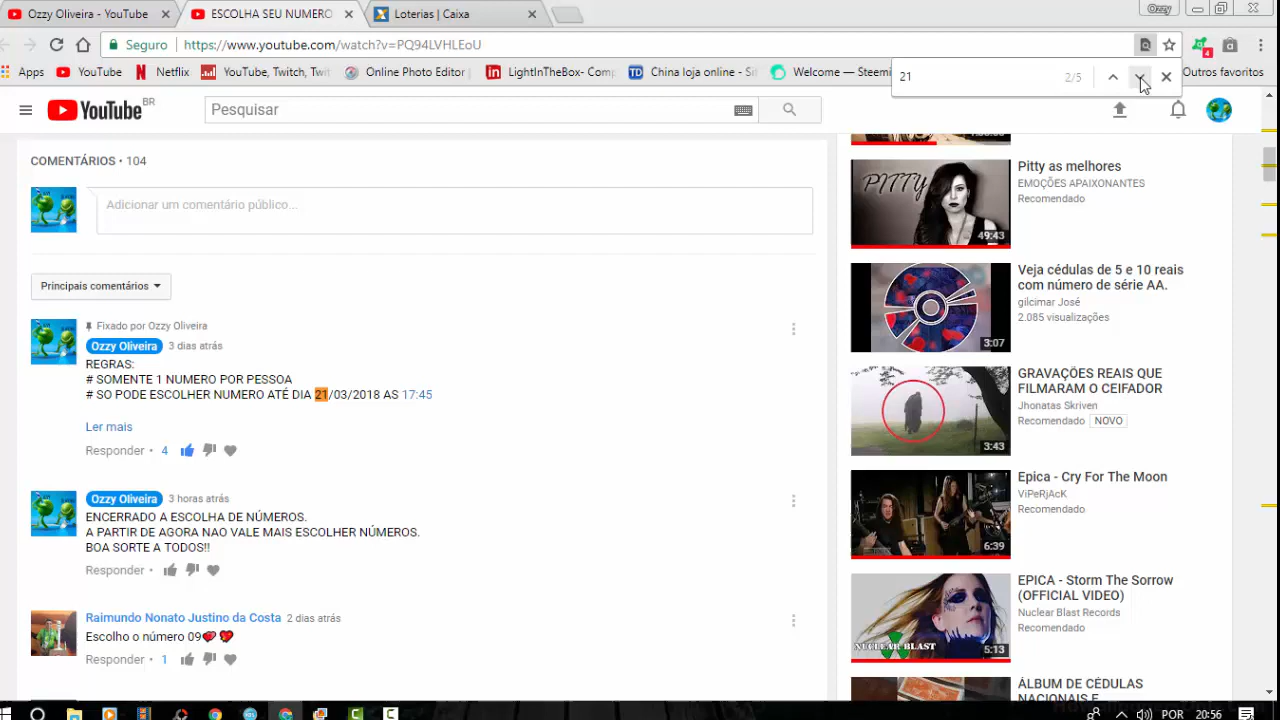 Ozzy Oliveira - YouTube
ESCOLHA SEU NUMERO
Loterias | Caixa
Ozzy
Seguro
https://www.youtube.com/watch?v=PQ94LVHLEoU
4
Apps
YouTube
Netflix
YouTube, Twitch, Twit
Online Photo Editor |
LightInTheBox- Comp
China loja online - Si
Welcome — Steemi
Outros favoritos
21
2/5
YouTube BR
Pesquisar
COMENTÁRIOS • 104
Adicionar um comentário público...
Principais comentários
Fixado por Ozzy Oliveira
Ozzy Oliveira 3 dias atrás
REGRAS:
# SOMENTE 1 NUMERO POR PESSOA
# SO PODE ESCOLHER NUMERO ATÉ DIA 21/03/2018 AS 17:45
Ler mais
Responder • 4
Ozzy Oliveira 3 horas atrás
ENCERRADO A ESCOLHA DE NÚMEROS.
A PARTIR DE AGORA NAO VALE MAIS ESCOLHER NÚMEROS.
BOA SORTE A TODOS!!
Responder •
Raimundo Nonato Justino da Costa 2 dias atrás
Escolho o número 09
Responder • 1
PITTY
49:43
Pitty as melhores
EMOÇÕES APAIXONANTES
Recomendado
3:07
Veja cédulas de 5 e 10 reais
com número de série AA.
gilcimar José
2.085 visualizações
3:43
GRAVAÇÕES REAIS QUE
FILMARAM O CEIFADOR
Jhonatas Skriven
Recomendado NOVO
6:39
Epica - Cry For The Moon
ViPeRjAcK
Recomendado
NUCLEAR BLAST
5:13
EPICA - Storm The Sorrow
(OFFICIAL VIDEO)
Nuclear Blast Records
Recomendado
ÁLBUM DE CÉDULAS
NACIONAIS E
POR
20:56